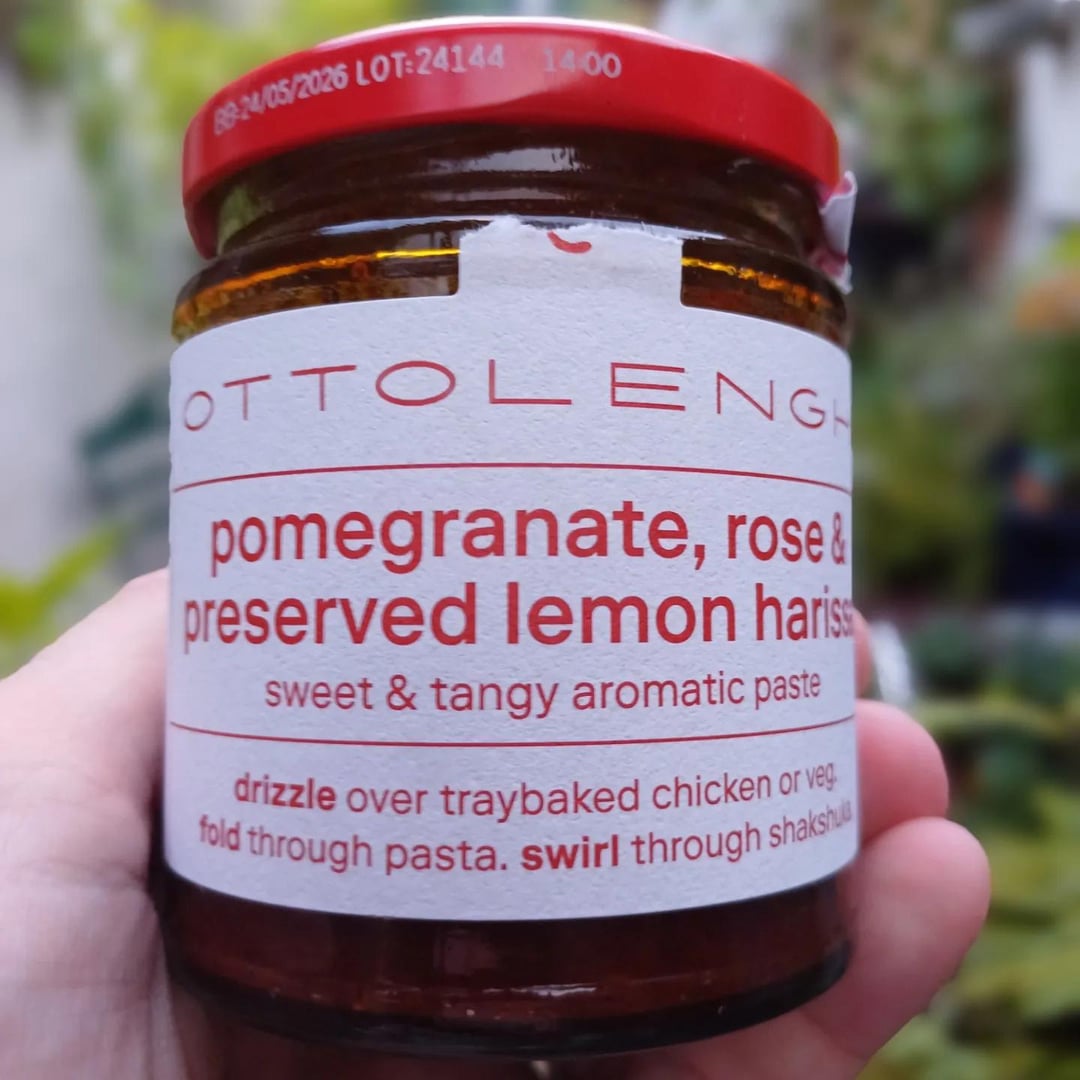 BB:24/05/2026 LOT:24144 14:00
OTTOLENGH
pomegranate, rose &
preserved lemon hariss
sweet & tangy aromatic paste
drizzle over traybaked chicken or veg.
fold through pasta. swirl through shakshuka.